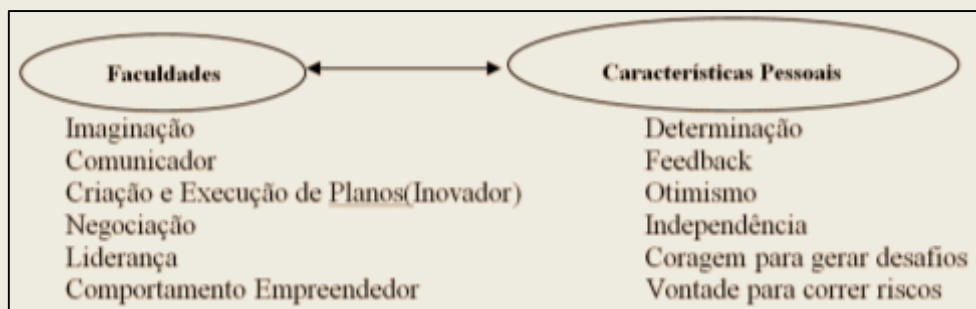 Faculdades
Características Pessoais
Imaginação
Comunicador
Criação e Execução de Planos(Inovador)
Negociação
Liderança
Comportamento Empreendedor
Determinação
Feedback
Otimismo
Independência
Coragem para gerar desafios
Vontade para correr riscos